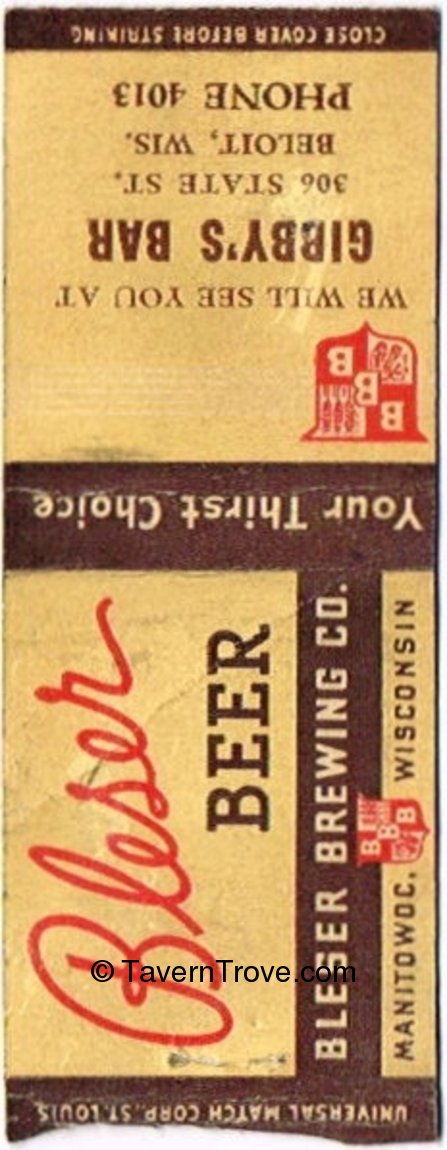 CLOSE COVER BEFORE STRIKING
WE WILL SEE YOU AT
GIBBY'S BAR
306 STATE ST.
BELOIT, WIS.
PHONE 4013
B B B
Your Thirst Choice
Bleser
BEER
BLESER BREWING CO.
MANITOWOC, WISCONSIN
B B B
© TavernTrove.com
UNIVERSAL MATCH CORP. ST. LOUIS